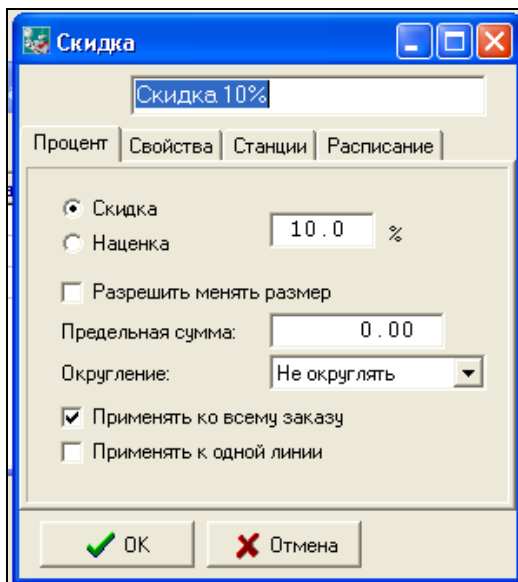 Скидка
Скидка 10%
Процент Свойства Станции Расписание
Скидка
Наценка
10.0 %
Разрешить менять размер
Предельная сумма: 0.00
Округление: Не округлять
Применять ко всему заказу
Применять к одной линии
OK Отмена